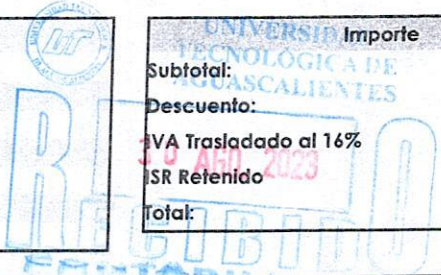 UNIVERSIDAD
TECNOLÓGICA DE
AGUASCALIENTES
Importe
Subtotal:
Descuento:
IVA Trasladado al 16%
30 AGO 2023
ISR Retenido
Total:
RECIBIDO